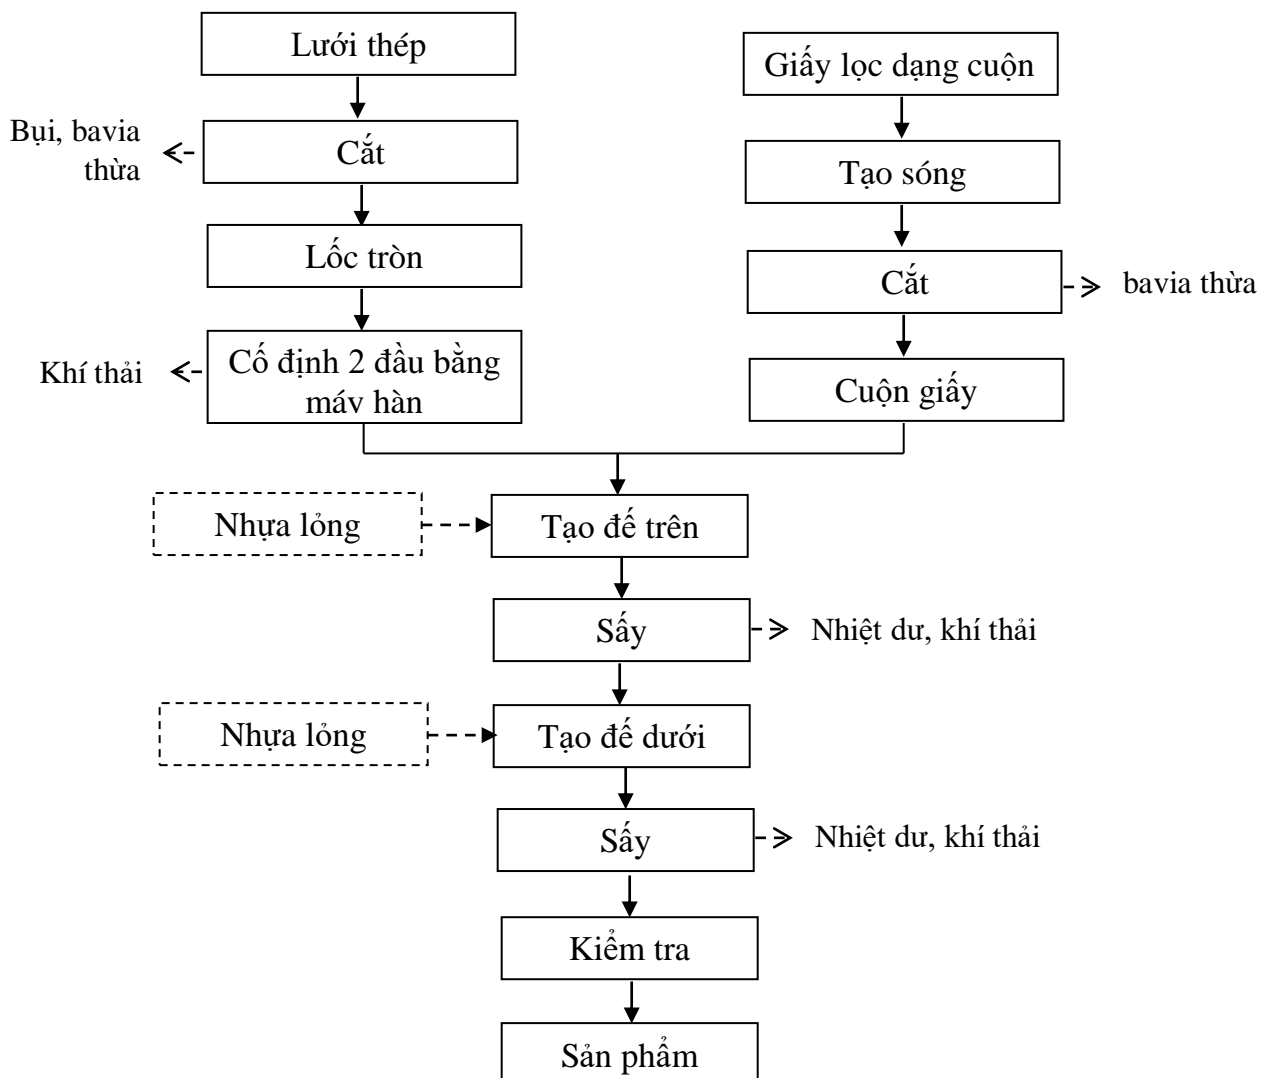 Lưới thép
Giấy lọc dạng cuộn
Bụi, bavia
thừa
Cắt
Tạo sóng
Lốc tròn
Cắt
bavia thừa
Khí thải
Cố định 2 đầu bằng
máv hàn
Cuộn giấy
Nhựa lỏng
Tạo đế trên
Sấy
Nhiệt dư, khí thải
Nhựa lỏng
Tạo đế dưới
Sấy
Nhiệt dư, khí thải
Kiểm tra
Sản phẩm